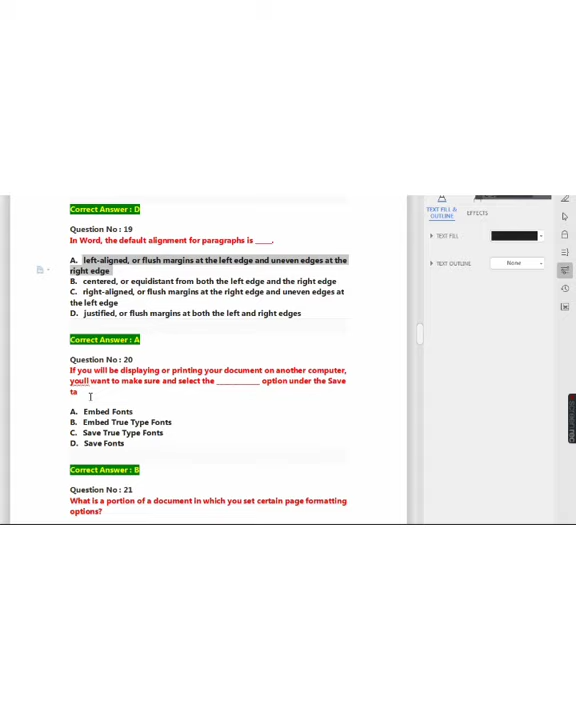 Correct Answer : D
Question No : 19
In Word, the default alignment for paragraphs is ____.
A. left-aligned, or flush margins at the left edge and uneven edges at the
right edge
B. centered, or equidistant from both the left edge and the right edge
C. right-aligned, or flush margins at the right edge and uneven edges at
the left edge
D. justified, or flush margins at both the left and right edges
Correct Answer : A
Question No : 20
If you will be displaying or printing your document on another computer,
youll want to make sure and select the ____________ option under the Save
ta
A. Embed Fonts
B. Embed True Type Fonts
C. Save True Type Fonts
D. Save Fonts
Correct Answer : B
Question No : 21
What is a portion of a document in which you set certain page formatting
options?
TEXT FILL &
OUTLINE
EFFECTS
TEXT FILL
TEXT OUTLINE
None